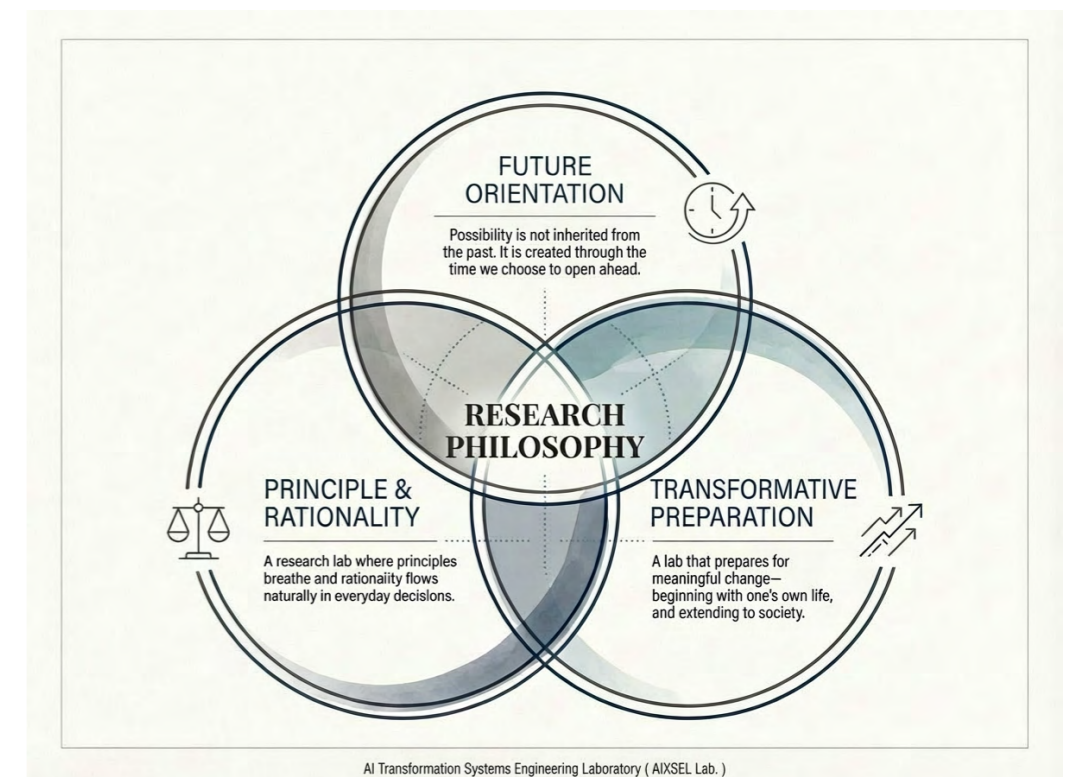 FUTURE
ORIENTATION
Possibility is not inherited from
the past. It is created through the
time we choose to open ahead.
RESEARCH
PHILOSOPHY
PRINCIPLE &
RATIONALITY
A research lab where principles
breathe and rationaiity flows
naturally in everyday decisions.
TRANSFORMATIVE
PREPARATION
A lab that prepares for
meaningful change—
beginning with one's own life,
and extending to society.
AI Transformation Systems Engineering Laboratory ( AIXSEL Lab. )